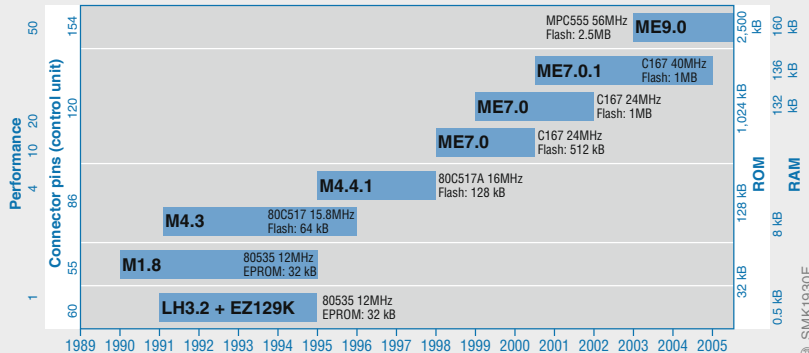 Performance
50
20
10
4
1
Connector pins (control unit)
154
120
86
55
60
MPC555 56MHz
Flash: 2.5MB
ME9.0
ME7.0.1
C167 40MHz
Flash: 1MB
ME7.0
C167 24MHz
Flash: 1MB
ME7.0
C167 24MHz
Flash: 512 kB
M4.4.1
80C517A 16MHz
Flash: 128 kB
M4.3
80C517 15.8MHz
Flash: 64 kB
M1.8
80535 12MHz
EPROM: 32 kB
LH3.2 + EZ129K
80535 12MHz
EPROM: 32 kB
2,500
kB
1,024 kB
128 kB
32 kB
ROM
160
kB
136
kB
132
kB
8 kB
0.5 kB
RAM
1989 1990 1991 1992 1993 1994 1995 1996 1997 1998 1999 2000 2001 2002 2003 2004 2005
© SMK1930E